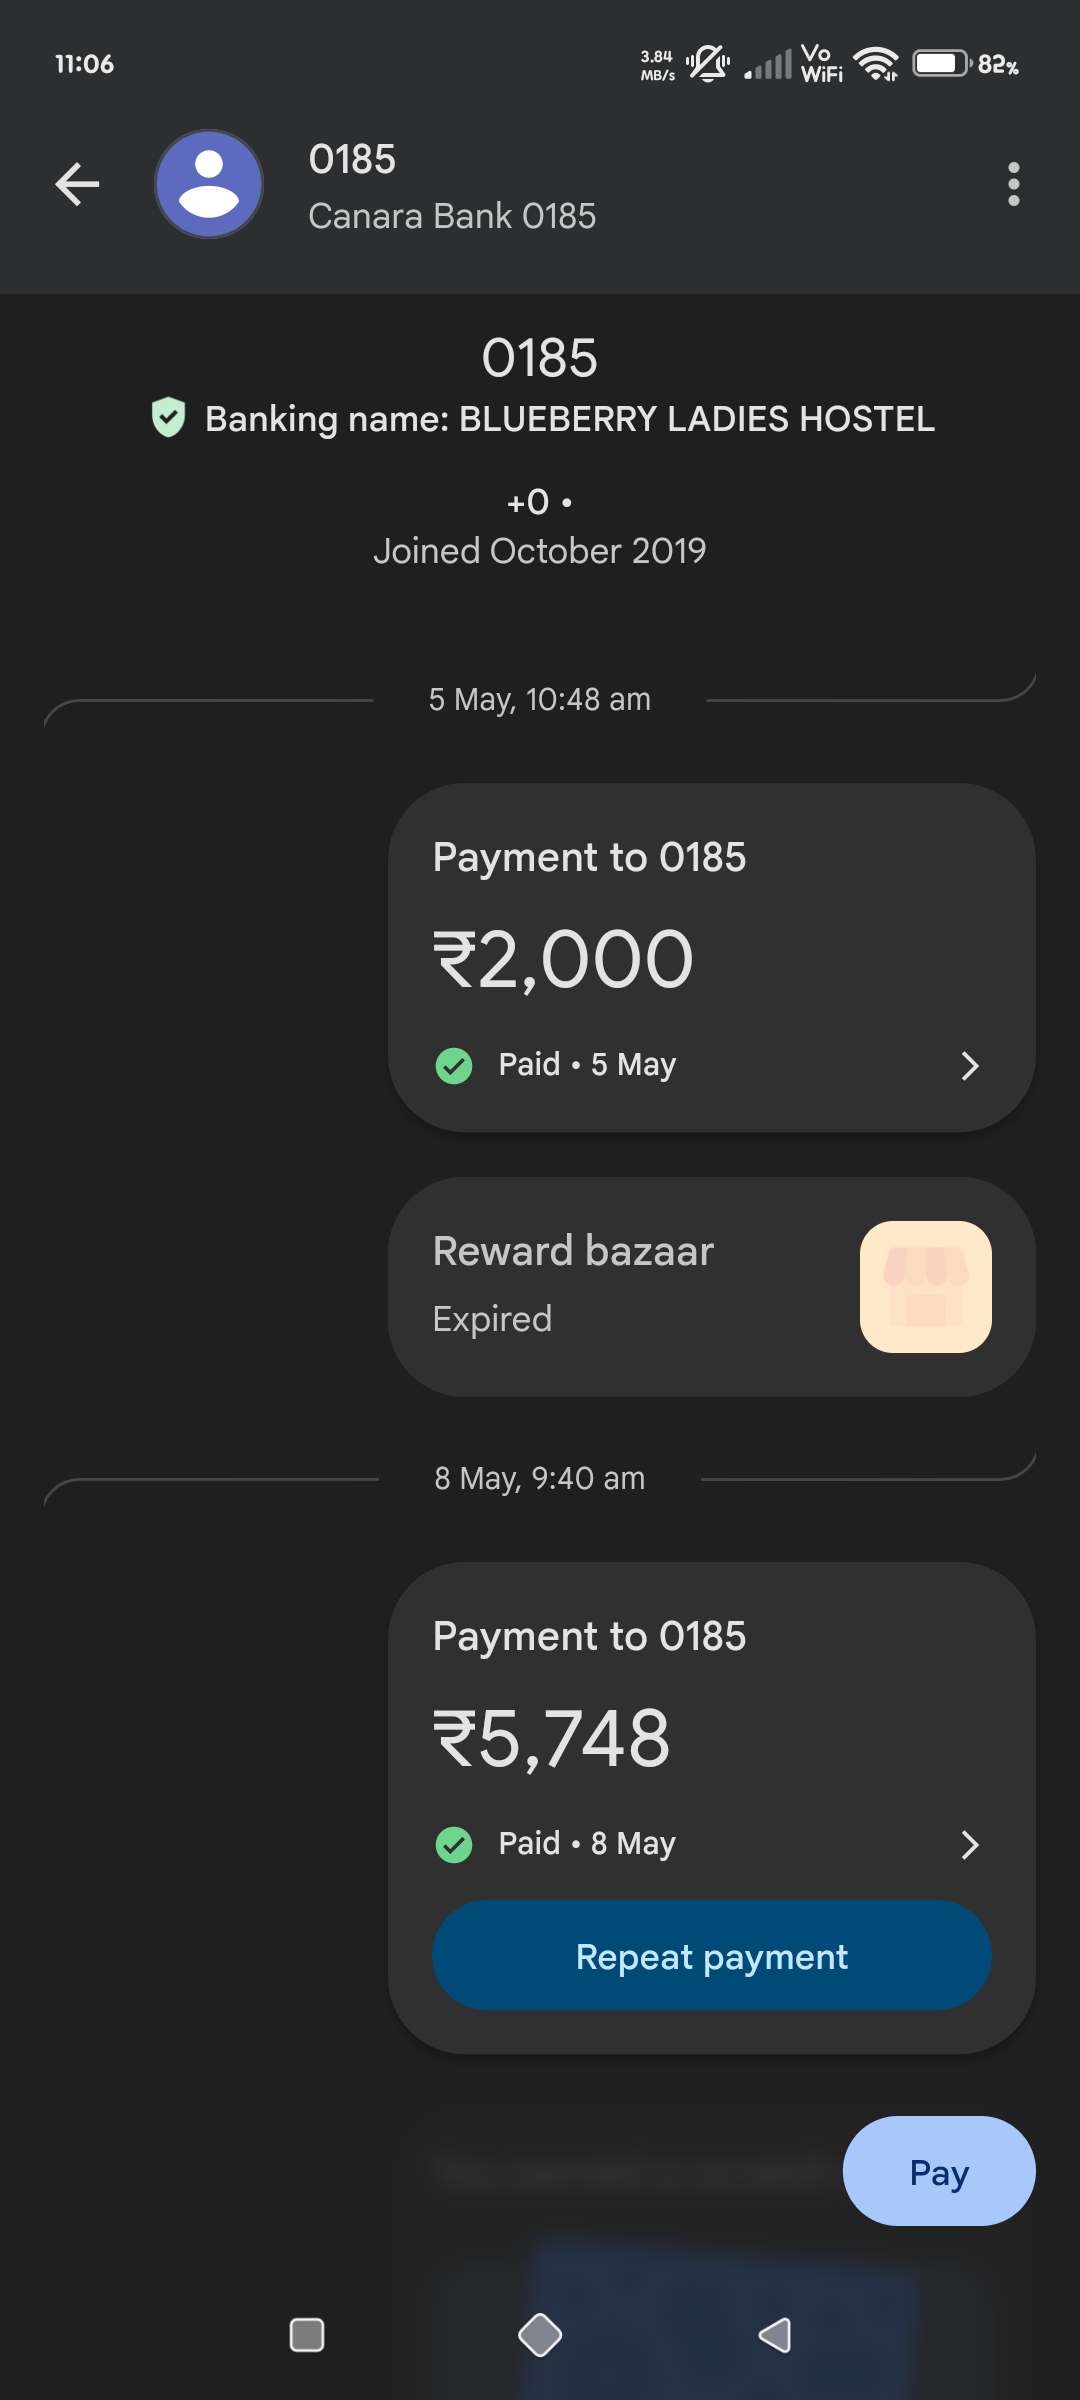 11:06
3.84
MB/s
Vo
WiFi
82%
0185
Canara Bank 0185
0185
Banking name: BLUEBERRY LADIES HOSTEL
+0 •
Joined October 2019
5 May, 10:48 am
Payment to 0185
₹2,000
Paid • 5 May
Reward bazaar
Expired
8 May, 9:40 am
Payment to 0185
₹5,748
Paid • 8 May
Repeat payment
Pay